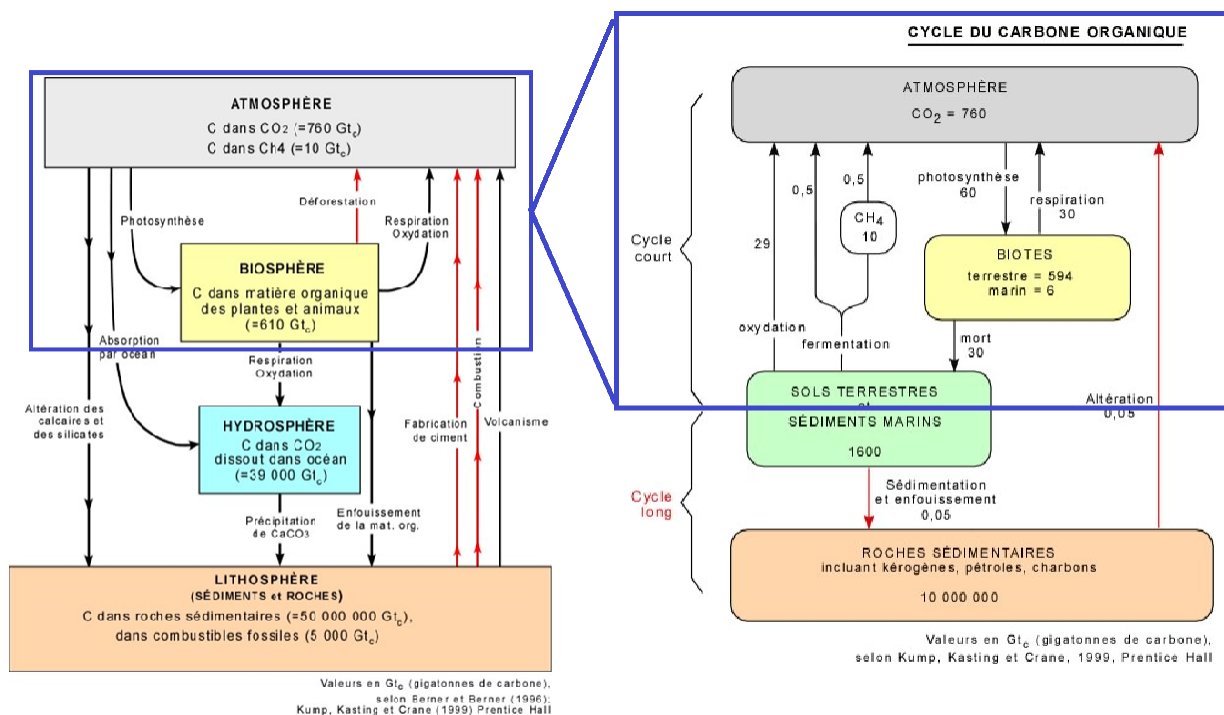 ATMOSPHÈRE
C dans CO2 (=760 Gtc)
C dans Ch4 (=10 Gtc)
Déforestation
Photosynthèse
Respiration
Oxydation
BIOSPHÈRE
C dans matière organique
des plantes et animaux
(=610 Gtc)
Absorption
par océan
Respiration
Oxydation
Combustion
Altération des
calcaires et
des silicates
HYDROSPHÈRE
C dans CO2
dissout dans océan
(=39 000 Gtc)
Fabrication
de ciment
Volcanisme
Précipitation
de CaCO3
Enfouissement
de la mat. org.
LITHOSPHÈRE
(SÉDIMENTS et ROCHES)
C dans roches sédimentaires (=50 000 000 Gtc),
dans combustibles fossiles (5 000 Gtc)
Valeurs en Gtc (gigatonnes de carbone),
selon Berner et Berner (1996);
Kump, Kasting et Crane (1999) Prentice Hall
CYCLE DU CARBONE ORGANIQUE
ATMOSPHÈRE
CO2 = 760
Cycle
court
29
oxydation
0,5
0,5
CH4
10
fermentation
photosynthèse
60
respiration
30
BIOTES
terrestre = 594
marin = 6
mort
30
SOLS TERRESTRES
SÉDIMENTS MARINS
1600
Altération
0,05
Cycle
long
Sédimentation
et enfouissement
0,05
ROCHES SÉDIMENTAIRES
incluant kérogènes, pétroles, charbons
10 000 000
Valeurs en Gtc (gigatonnes de carbone),
selon Kump, Kasting et Crane, 1999, Prentice Hall